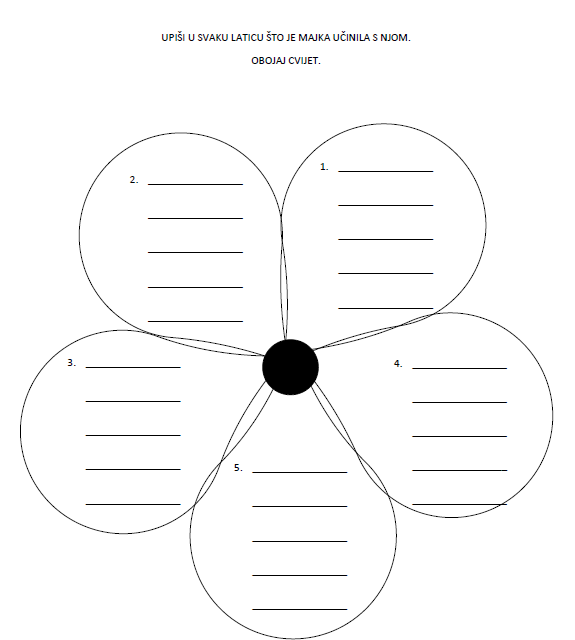 UPIŠI U SVAKU LATICU ŠTO JE MAJKA UČINILA S NJOM.
OBOJAJ CVIJET.
1.
2.
3.
4.
5.